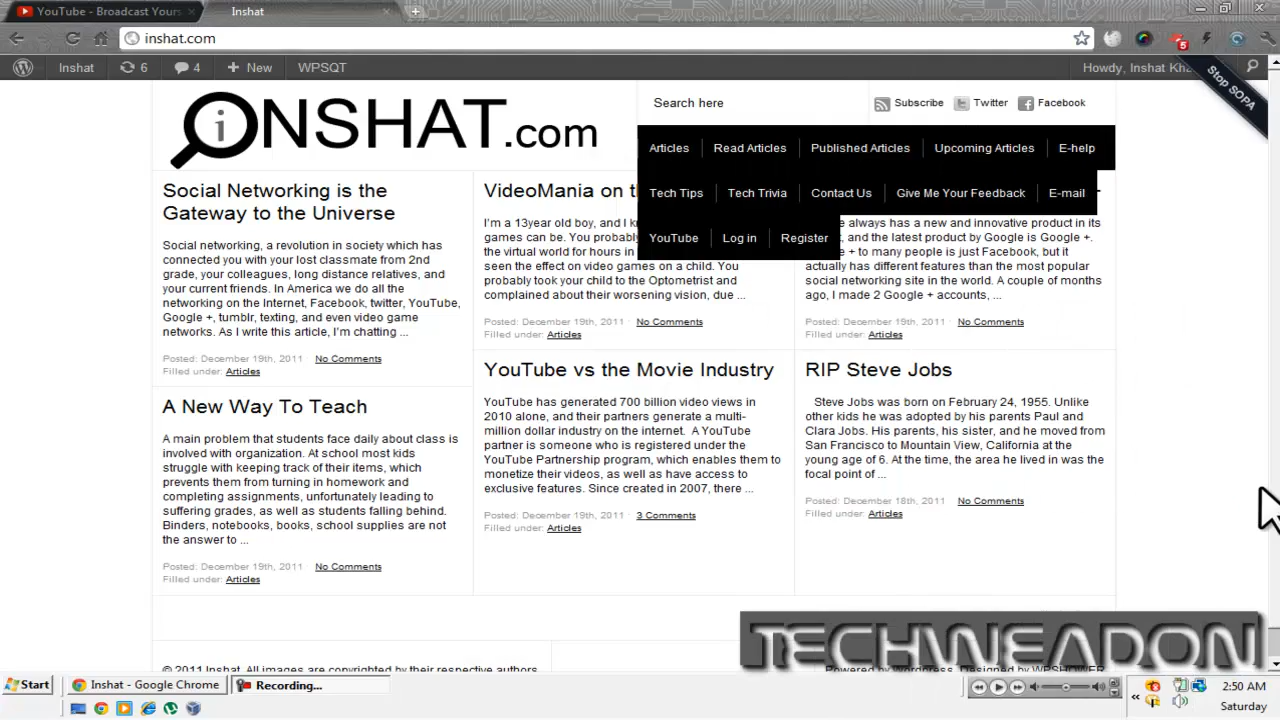 YouTube - Broadcast Yours
Inshat
inshat.com
5
Inshat
6
4
New
WPSQT
Howdy, Inshat Kha
Stop SOPA
iNSHAT.com
Search here
Subscribe
Twitter
Facebook
Articles
Read Articles
Published Articles
Upcoming Articles
E-help
Tech Tips
Tech Trivia
Contact Us
Give Me Your Feedback
E-mail
YouTube
Log in
Register
Social Networking is the
Gateway to the Universe
Social networking, a revolution in society which has
connected you with your lost classmate from 2nd
grade, your colleagues, long distance relatives, and
your current friends. In America we do all the
networking on the Internet, Facebook, twitter, YouTube,
Google +, tumblr, texting, and even video game
networks. As I write this article, I'm chatting ...
Posted: December 19th, 2011 · No Comments
Filled under: Articles
A New Way To Teach
A main problem that students face daily about class is
involved with organization. At school most kids
struggle with keeping track of their items, which
prevents them from turning in homework and
completing assignments, unfortunately leading to
suffering grades, as well as students falling behind.
Binders, notebooks, books, school supplies are not
the answer to ...
Posted: December 19th, 2011 · No Comments
Filled under: Articles
VideoMania on
I'm a 13year old boy, and I
games can be. You probably
the virtual world for hours in
seen the effect on video games on a child. You
probably took your child to the Optometrist and
complained about their worsening vision, due ...
Posted: December 19th, 2011 · No Comments
Filled under: Articles
YouTube vs the Movie Industry
YouTube has generated 700 billion video views in
2010 alone, and their partners generate a multi-
million dollar industry on the internet. A YouTube
partner is someone who is registered under the
YouTube Partnership program, which enables them to
monetize their videos, as well as have access to
exclusive features. Since created in 2007, there ...
Posted: December 19th, 2011 · 3 Comments
Filled under: Articles
always has a new and innovative product in its
and the latest product by Google is Google +.
+ to many people is just Facebook, but it
actually has different features than the most popular
social networking site in the world. A couple of months
ago, I made 2 Google + accounts, ...
Posted: December 19th, 2011 · No Comments
Filled under: Articles
RIP Steve Jobs
Steve Jobs was born on February 24, 1955. Unlike
other kids he was adopted by his parents Paul and
Clara Jobs. His parents, his sister, and he moved from
San Francisco to Mountain View, California at the
young age of 6. At the time, the area he lived in was the
focal point of ...
Posted: December 18th, 2011 · No Comments
Filled under: Articles
TECHNEADON
© 2011 Inshat. All images are copyrighted by their respective authors.
Powered by Wordpress. Designed by WPSHOWER
Start
Inshat - Google Chrome
Recording...
2:50 AM
Saturday